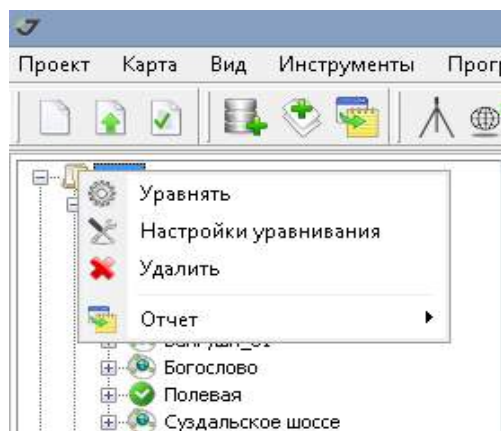 Проект Карта Вид Инструменты
Уравнять
Настройки уравнивания
Удалить
Отчет
Богослово
Полевая
Суздальское шоссе